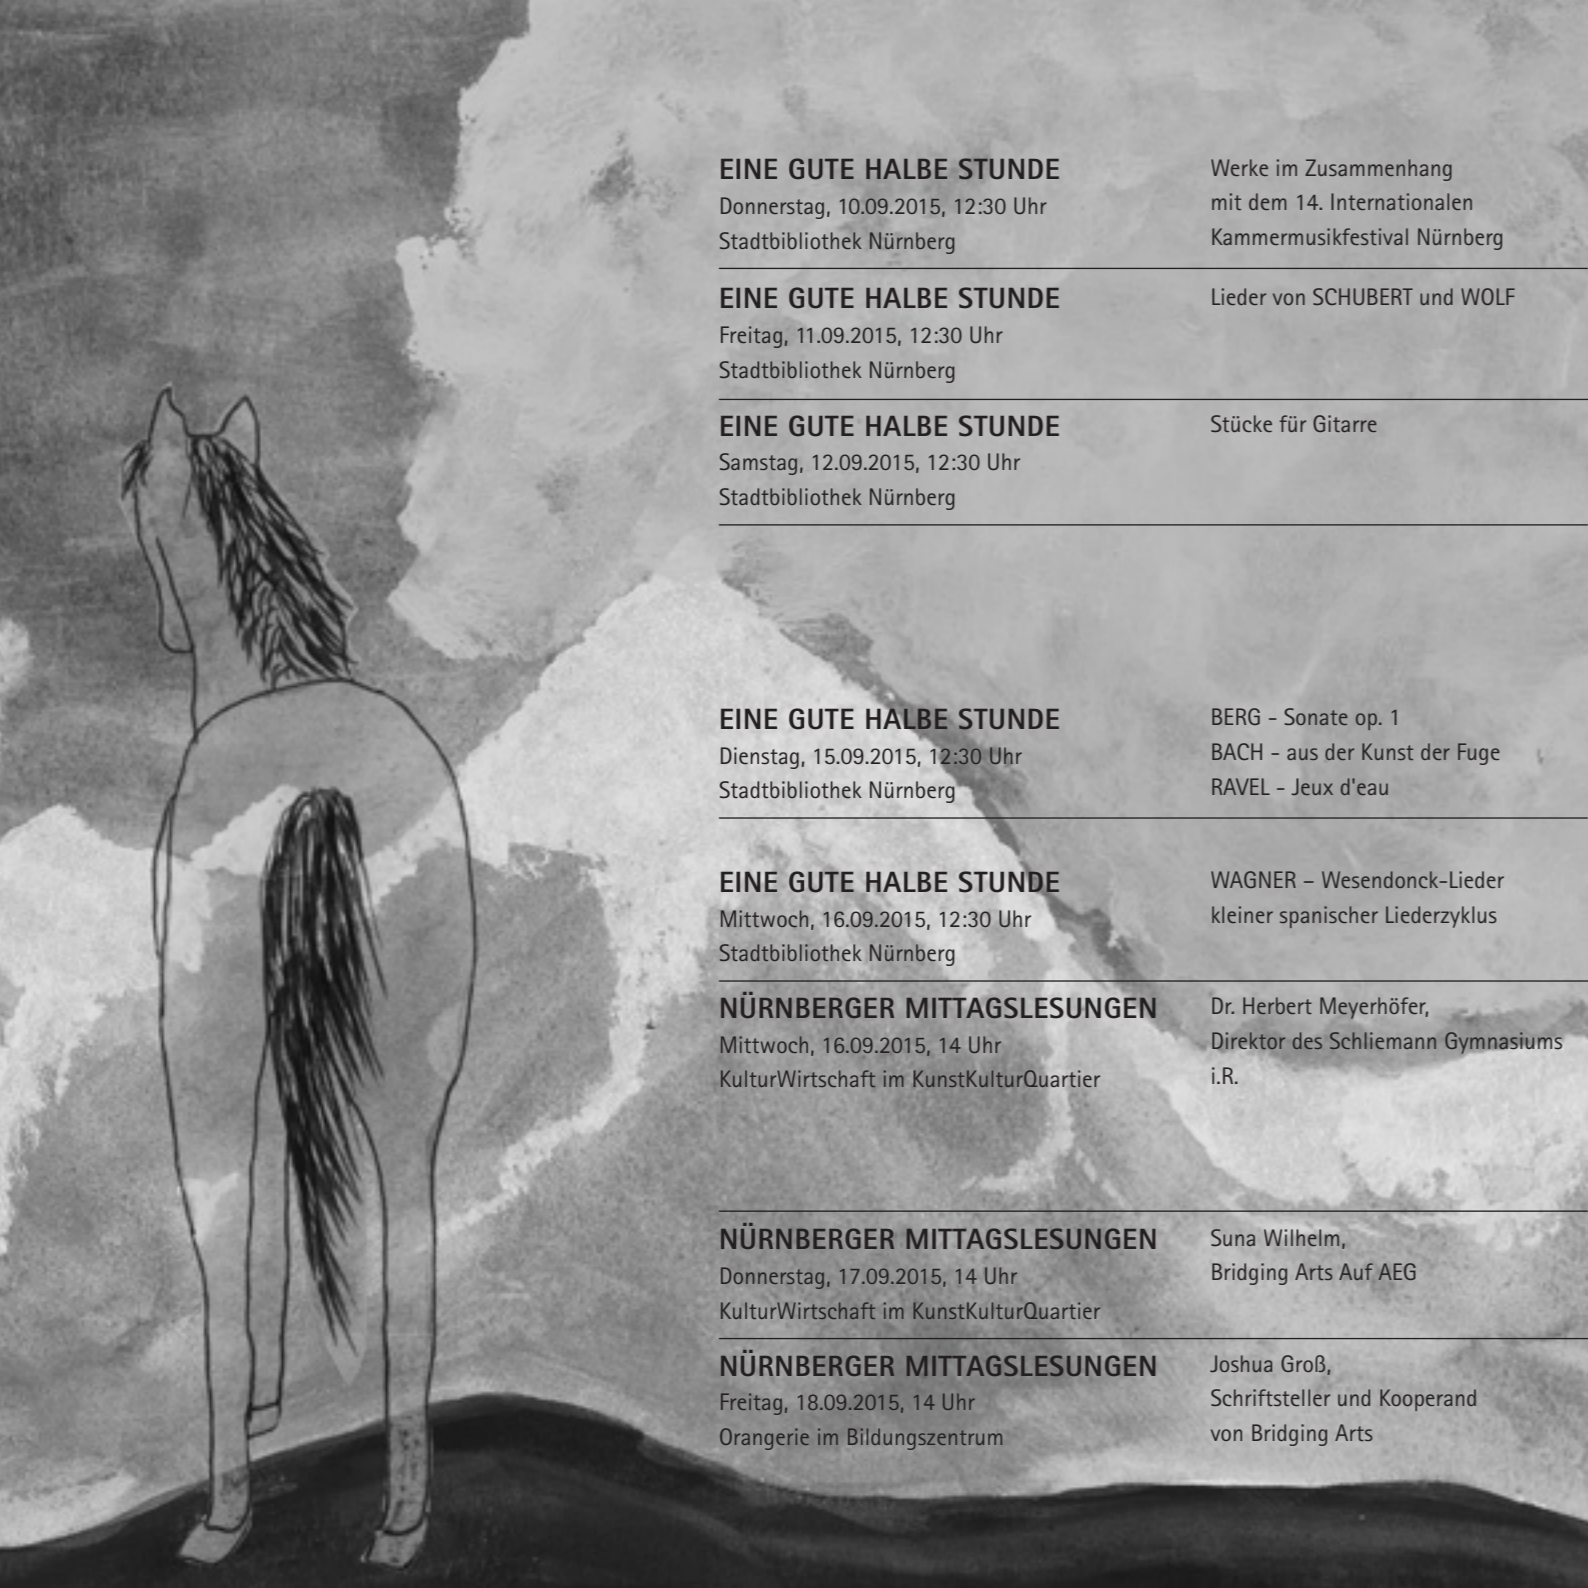 EINE GUTE HALBE STUNDE
Donnerstag, 10.09.2015, 12:30 Uhr
Stadtbibliothek Nürnberg
Werke im Zusammenhang
mit dem 14. Internationalen
Kammermusikfestival Nürnberg
EINE GUTE HALBE STUNDE
Freitag, 11.09.2015, 12:30 Uhr
Stadtbibliothek Nürnberg
Lieder von SCHUBERT und WOLF
EINE GUTE HALBE STUNDE
Samstag, 12.09.2015, 12:30 Uhr
Stadtbibliothek Nürnberg
Stücke für Gitarre
EINE GUTE HALBE STUNDE
Dienstag, 15.09.2015, 12:30 Uhr
Stadtbibliothek Nürnberg
BERG - Sonate op. 1
BACH - aus der Kunst der Fuge
RAVEL - Jeux d'eau
EINE GUTE HALBE STUNDE
Mittwoch, 16.09.2015, 12:30 Uhr
Stadtbibliothek Nürnberg
WAGNER – Wesendonck-Lieder
kleiner spanischer Liederzyklus
NÜRNBERGER MITTAGSLESUNGEN
Mittwoch, 16.09.2015, 14 Uhr
KulturWirtschaft im KunstKulturQuartier
Dr. Herbert Meyerhöfer,
Direktor des Schliemann Gymnasiums
i.R.
NÜRNBERGER MITTAGSLESUNGEN
Donnerstag, 17.09.2015, 14 Uhr
KulturWirtschaft im KunstKulturQuartier
Suna Wilhelm,
Bridging Arts Auf AEG
NÜRNBERGER MITTAGSLESUNGEN
Freitag, 18.09.2015, 14 Uhr
Orangerie im Bildungszentrum
Joshua Groß,
Schriftsteller und Kooperand
von Bridging Arts